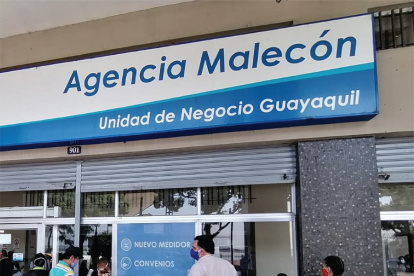 Agencia Malecón
Unidad de Negocio Guayaquil
901
NUEVO MEDIDOR
CONVENIOS